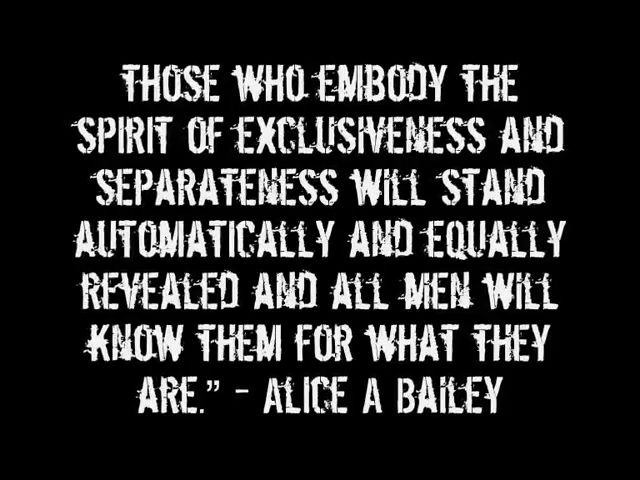 THOSE WHO EMBODY THE
SPIRIT OF EXCLUSIVENESS AND
SEPARATENESS WILL STAND
AUTOMATICALLY AND EQUALLY
REVEALED AND ALL MEN WILL
KNOW THEM FOR WHAT THEY
ARE.” - ALICE A BAILEY